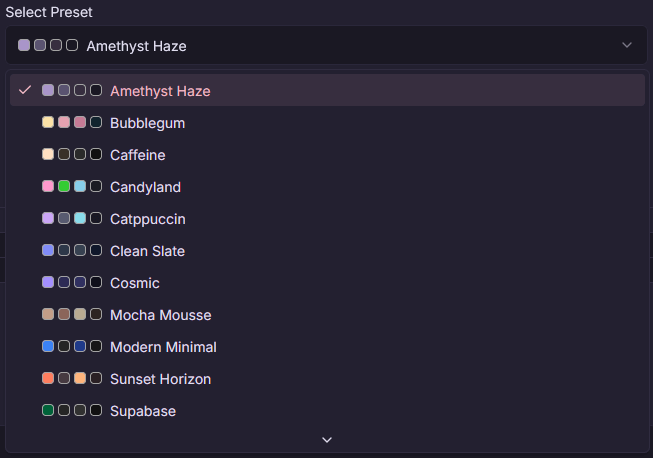 Select Preset
Amethyst Haze
Amethyst Haze
Bubblegum
Caffeine
Candyland
Catppuccin
Clean Slate
Cosmic
Mocha Mousse
Modern Minimal
Sunset Horizon
Supabase